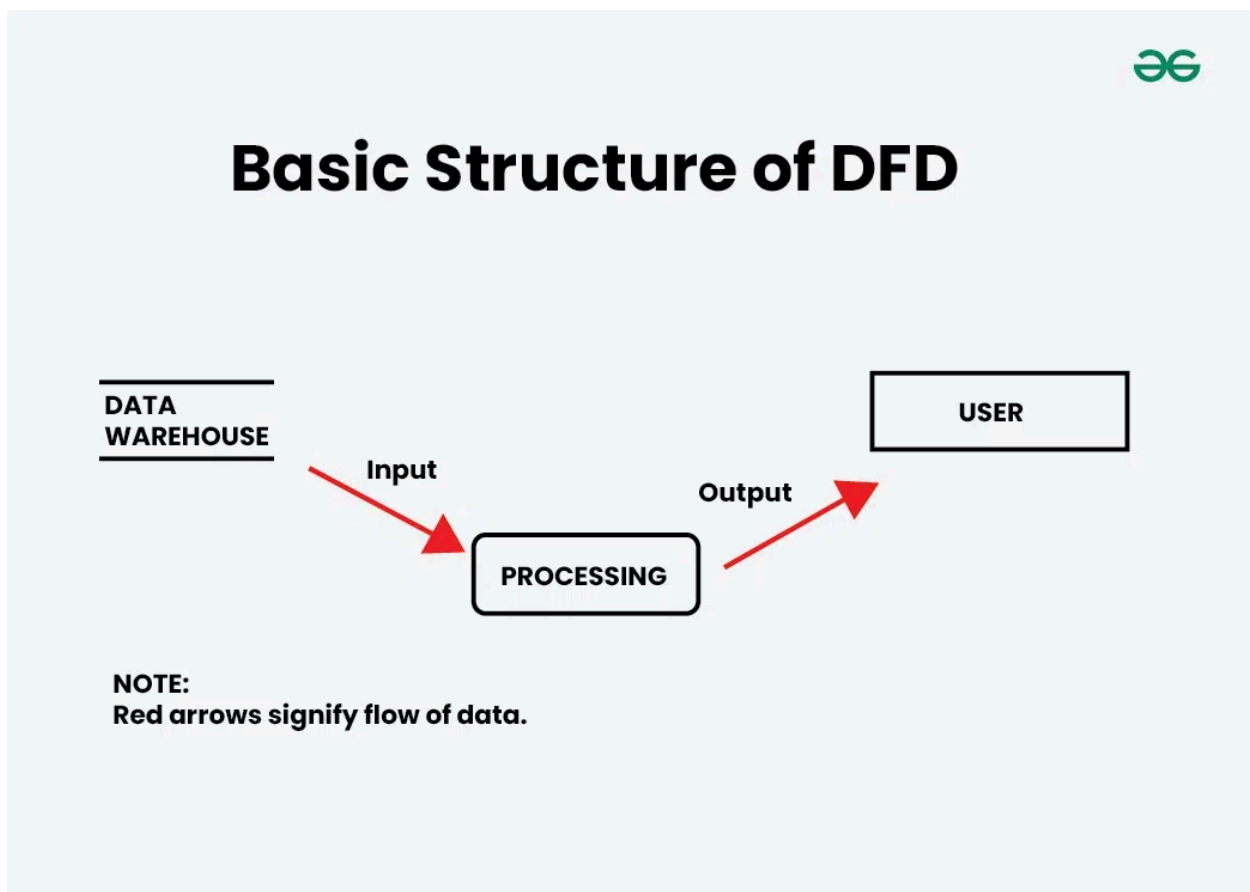 Basic Structure of DFD
DATA
WAREHOUSE
Input
PROCESSING
Output
USER
NOTE:
Red arrows signify flow of data.